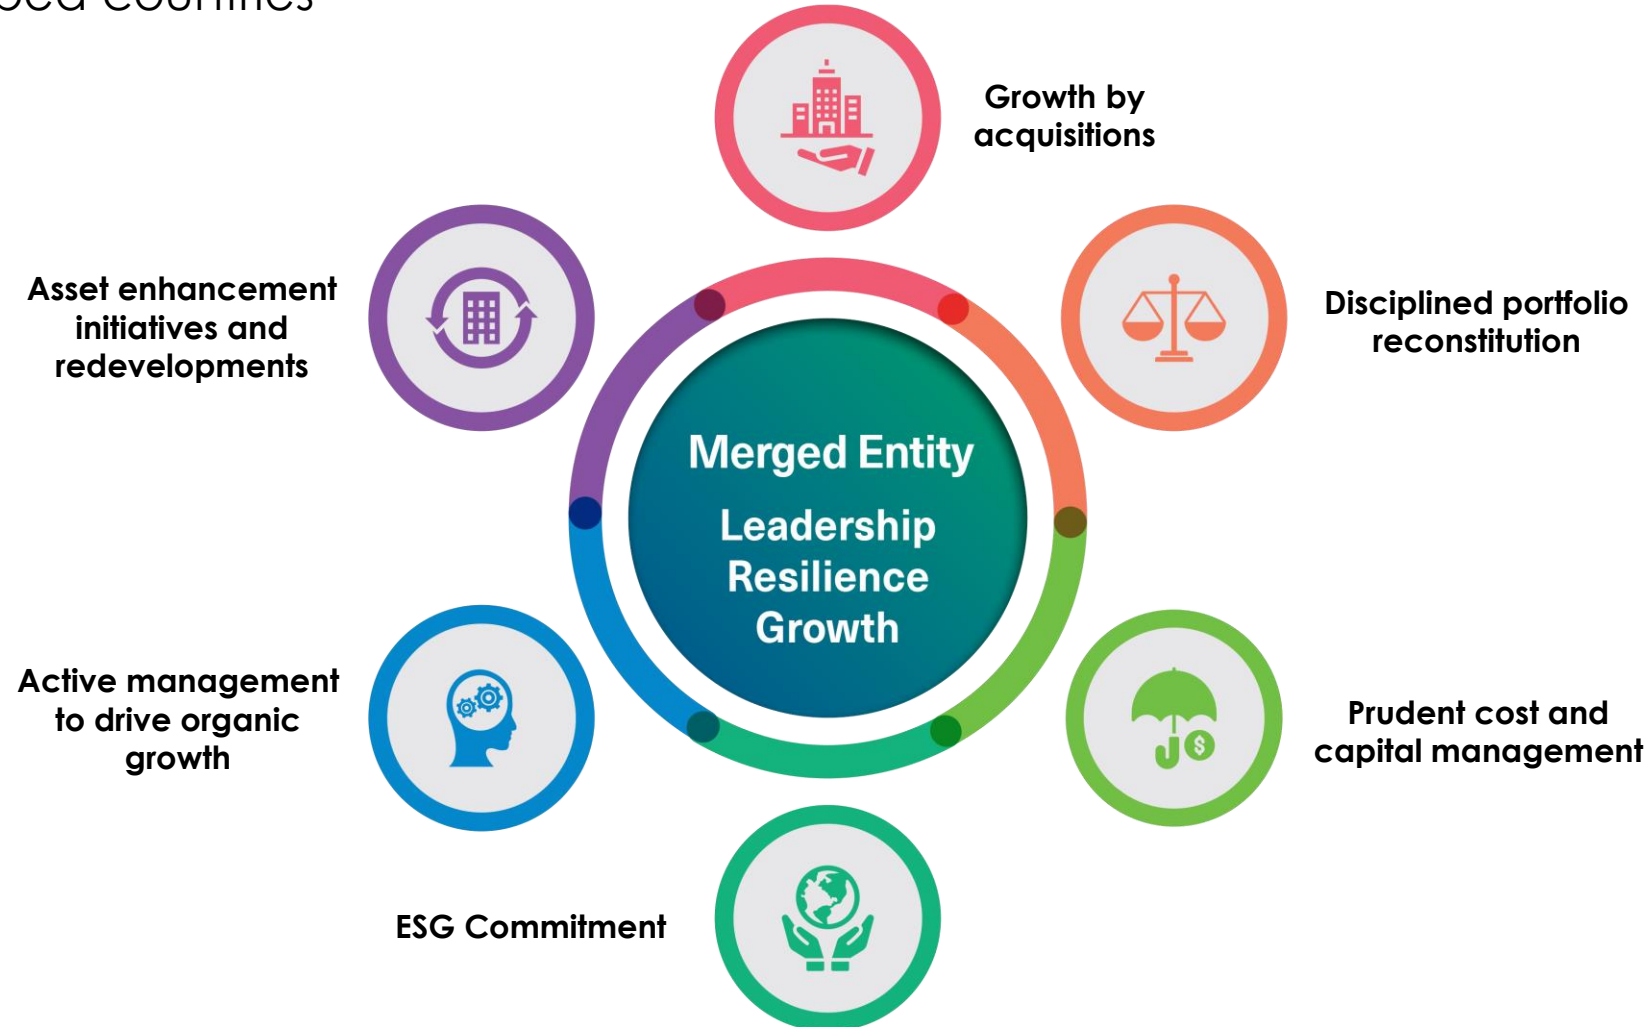 countries
Growth by
acquisitions
Asset enhancement
initiatives and
redevelopments
Disciplined portfolio
reconstitution
Merged Entity
Leadership
Resilience
Growth
Active management
to drive organic
growth
Prudent cost and
capital management
$
ESG Commitment